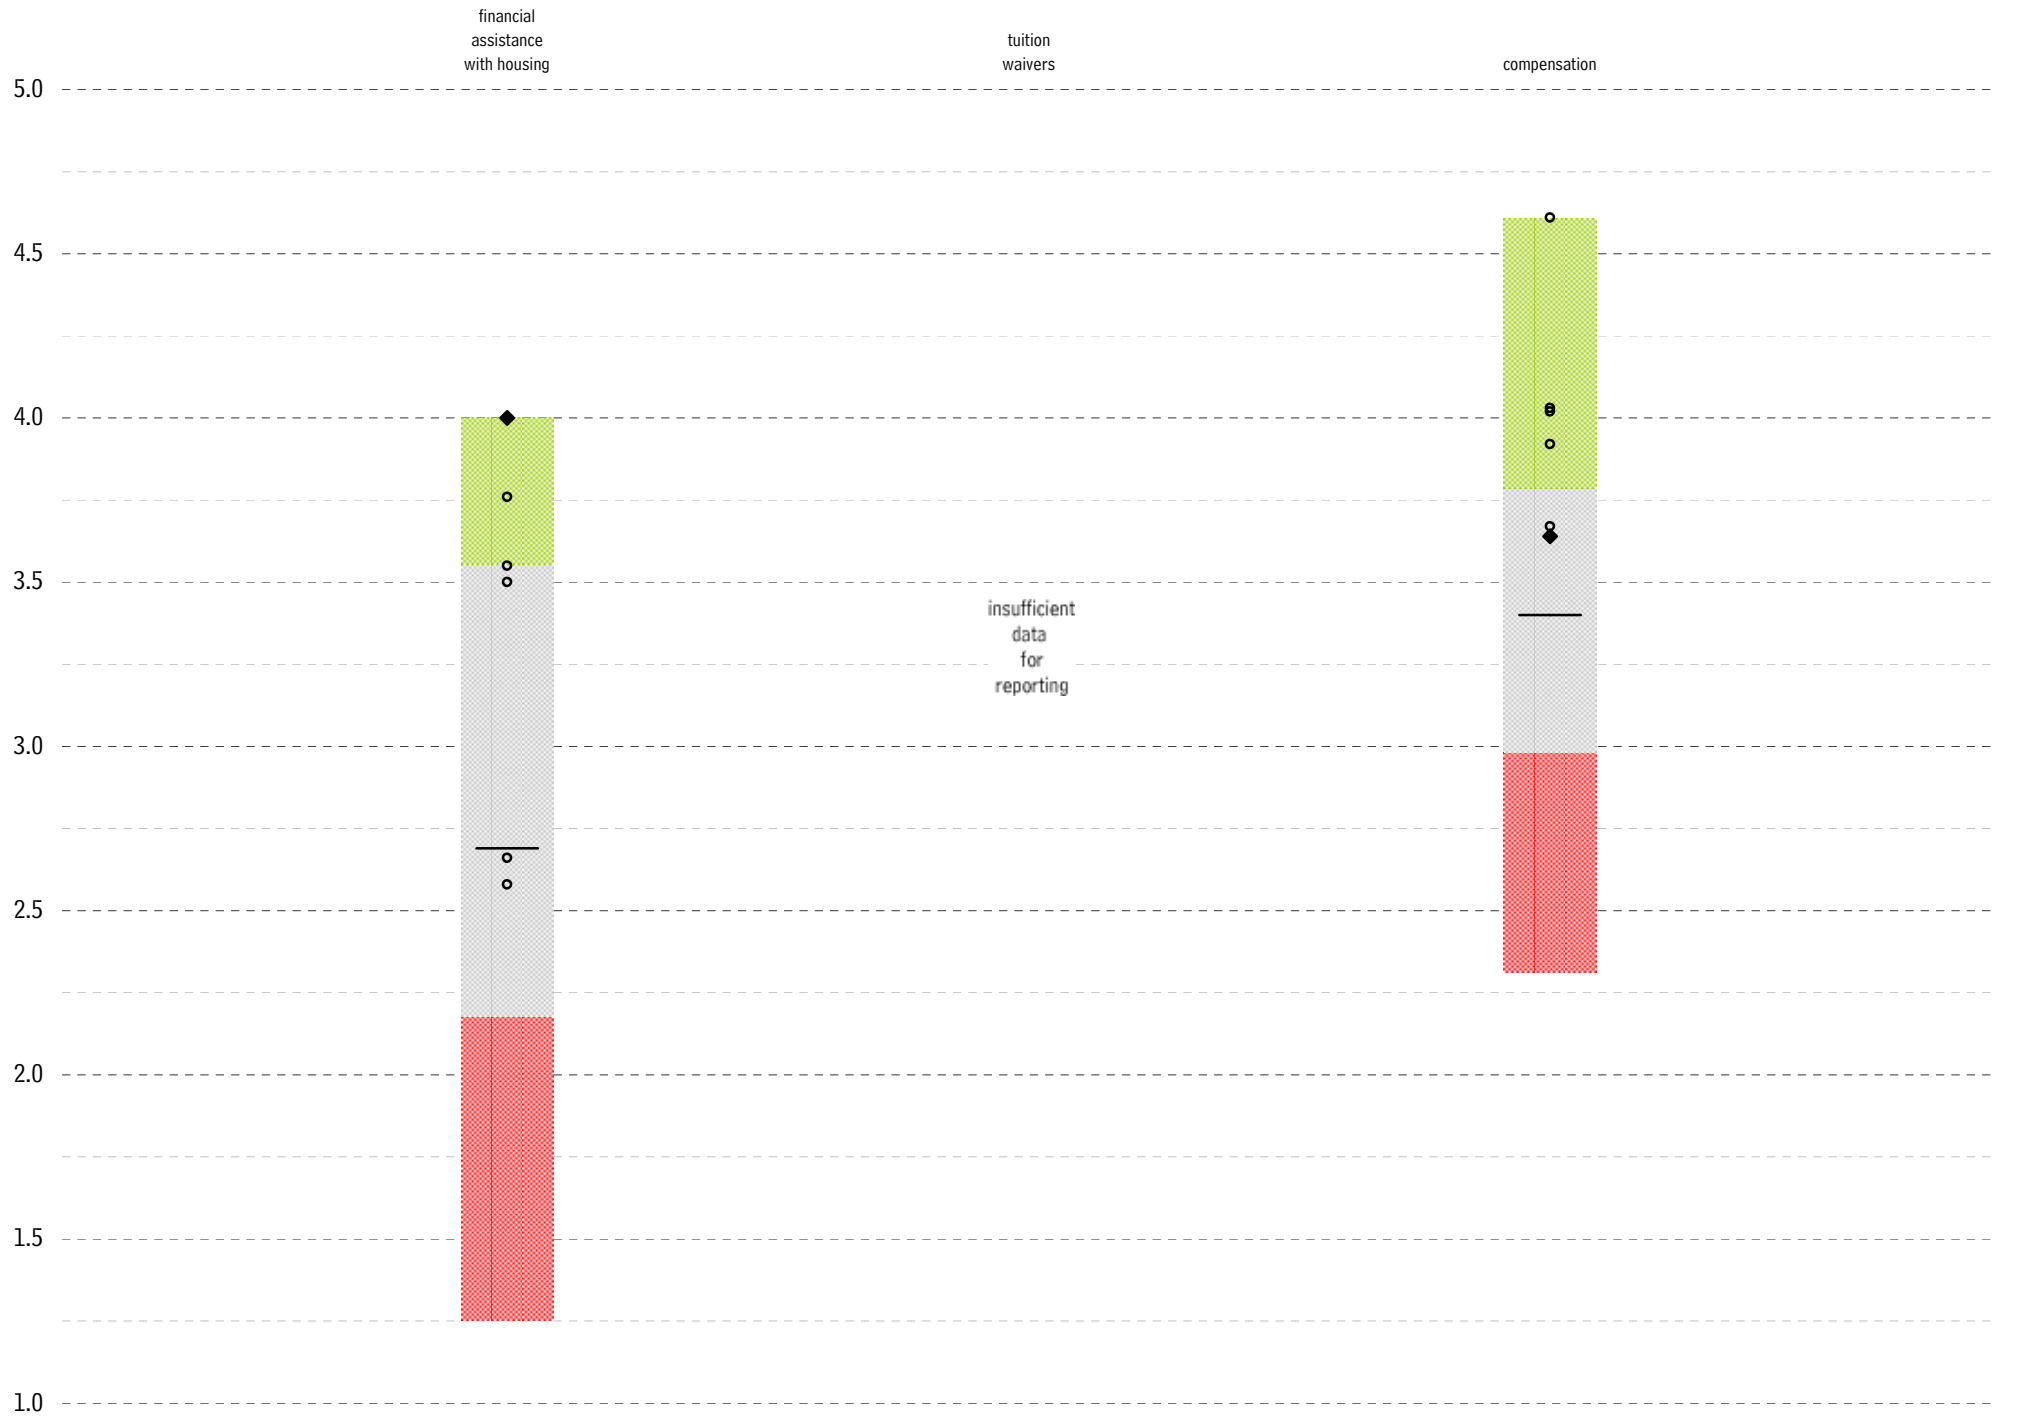 financial
assistance
with housing
tuition
waivers
compensation
5.0
4.5
4.0
3.5
insufficient
data
for
reporting
3.0
2.5
2.0
1.5
1.0